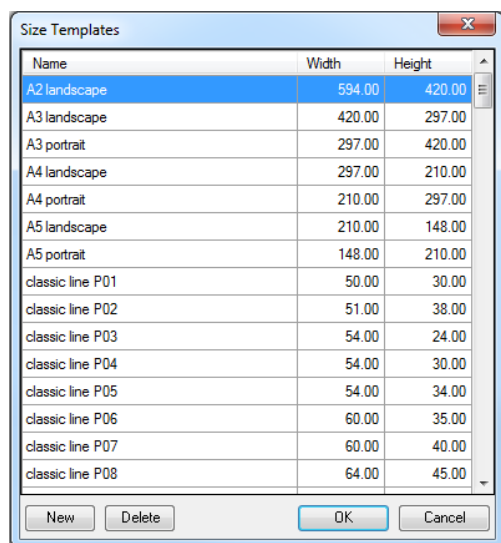 Size Templates
Name Width Height
A2 landscape 594.00 420.00
A3 landscape 420.00 297.00
A3 portrait 297.00 420.00
A4 landscape 297.00 210.00
A4 portrait 210.00 297.00
A5 landscape 210.00 148.00
A5 portrait 148.00 210.00
classic line P01 50.00 30.00
classic line P02 51.00 38.00
classic line P03 54.00 24.00
classic line P04 54.00 30.00
classic line P05 54.00 34.00
classic line P06 60.00 35.00
classic line P07 60.00 40.00
classic line P08 64.00 45.00
New Delete OK Cancel